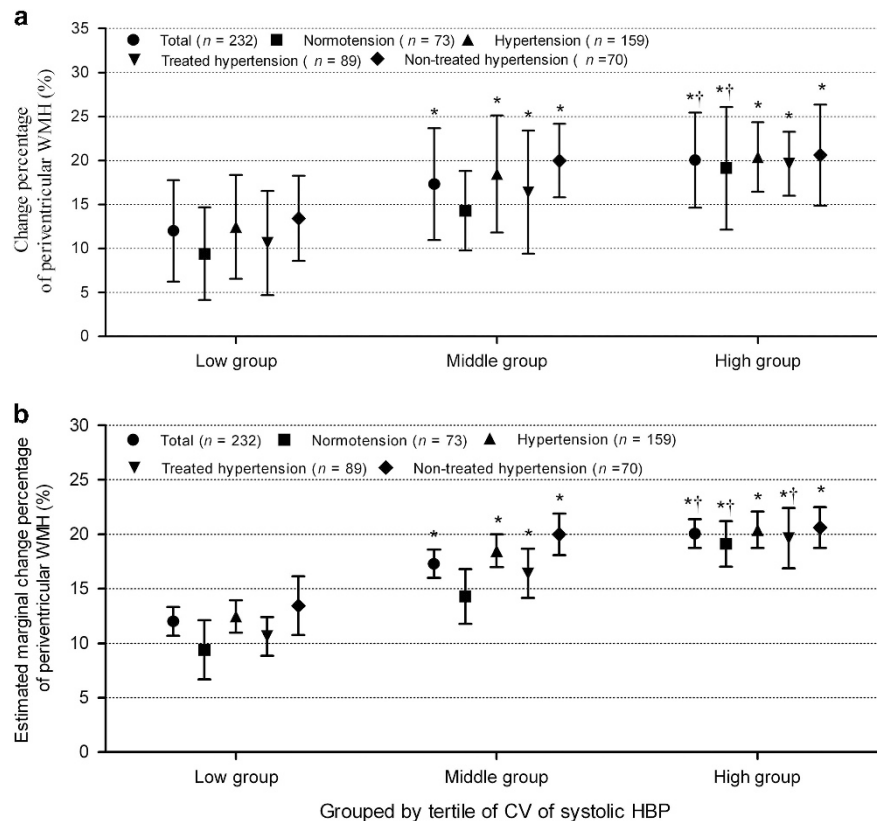 a
35
30
25
20
15
10
5
0
Change percentage
of periventricular WMH (%)
Total (n = 232) Normotension ( n = 73) Hypertension ( n = 159)
Treated hypertension ( n = 89) Non-treated hypertension ( n =70)
* * * *
*† *† * * *
Low group Middle group High group
b
30
25
20
15
10
5
0
Estimated marginal change percentage
of periventricular WMH (%)
Total (n = 232) Normotension (n = 73) Hypertension (n = 159)
Treated hypertension (n = 89) Non-treated hypertension (n =70)
* * * *
*† *† * *† *
Low group Middle group High group
Grouped by tertile of CV of systolic HBP